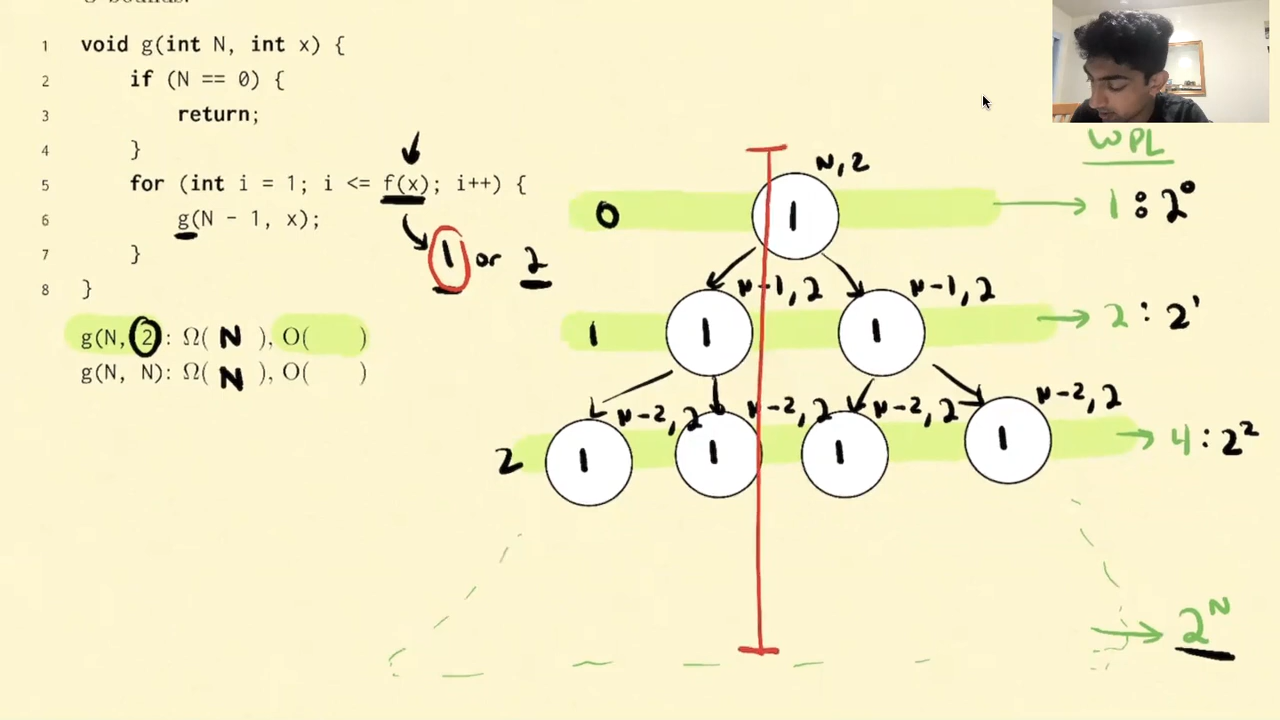 1 void g(int N, int x) {
2 if (N == 0) {
3 return;
4 }
5 for (int i = 1; i <= f(x); i++) {
6 g(N - 1, x);
7 }
8 }
1 or 2
g(N, 2): Ω( N ), O( )
g(N, N): Ω( N ), O( )
WPL
N,2
0 1 → 1 : 2⁰
N-1,2 N-1,2
1 1 1 → 2 : 2¹
N-2,2 N-2,2 N-2,2 N-2,2
2 1 1 1 1 → 4 : 2²
→ 2ᴺ